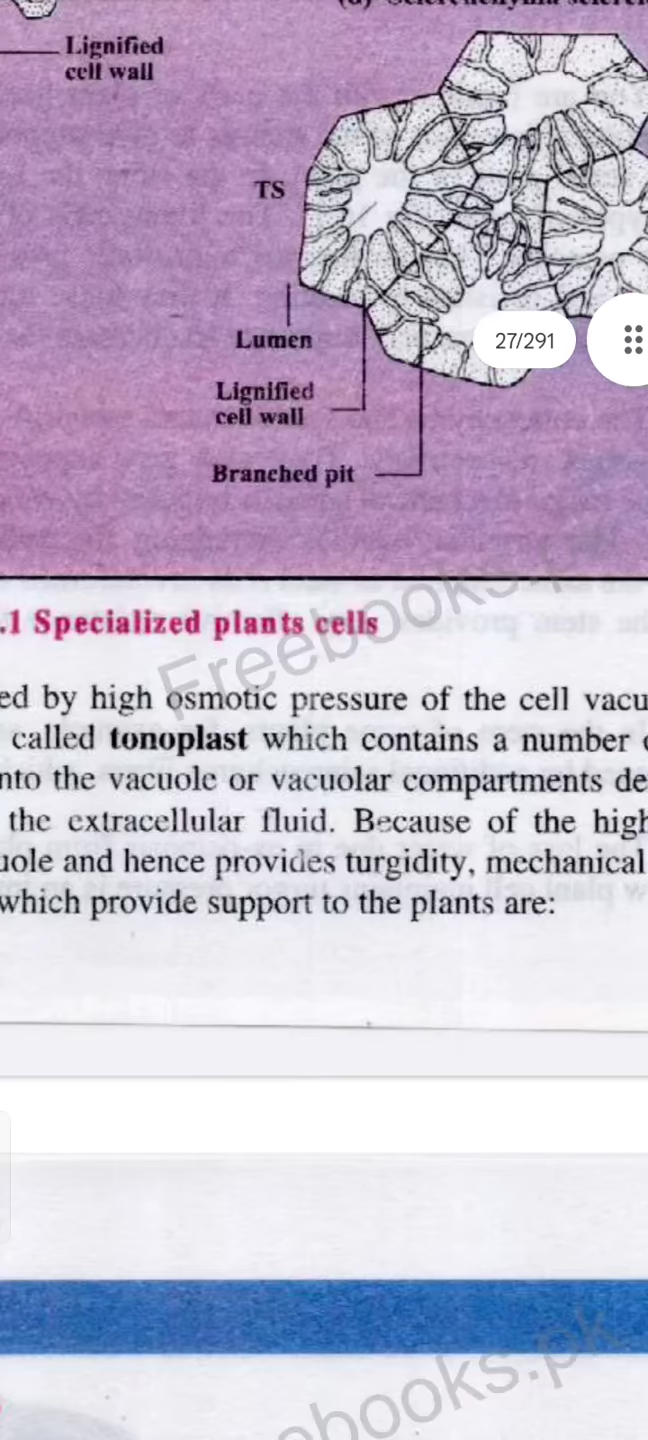 Lignified
cell wall
TS
Lumen
27/291
Lignified
cell wall
Branched pit
.1 Specialized plants cells
ed by high osmotic pressure of the cell vacu
called tonoplast which contains a number
nto the vacuole or vacuolar compartments de
the extracellular fluid. Because of the high
uole and hence provides turgidity, mechanical
which provide support to the plants are:
Freebooks.p
ebooks.pk